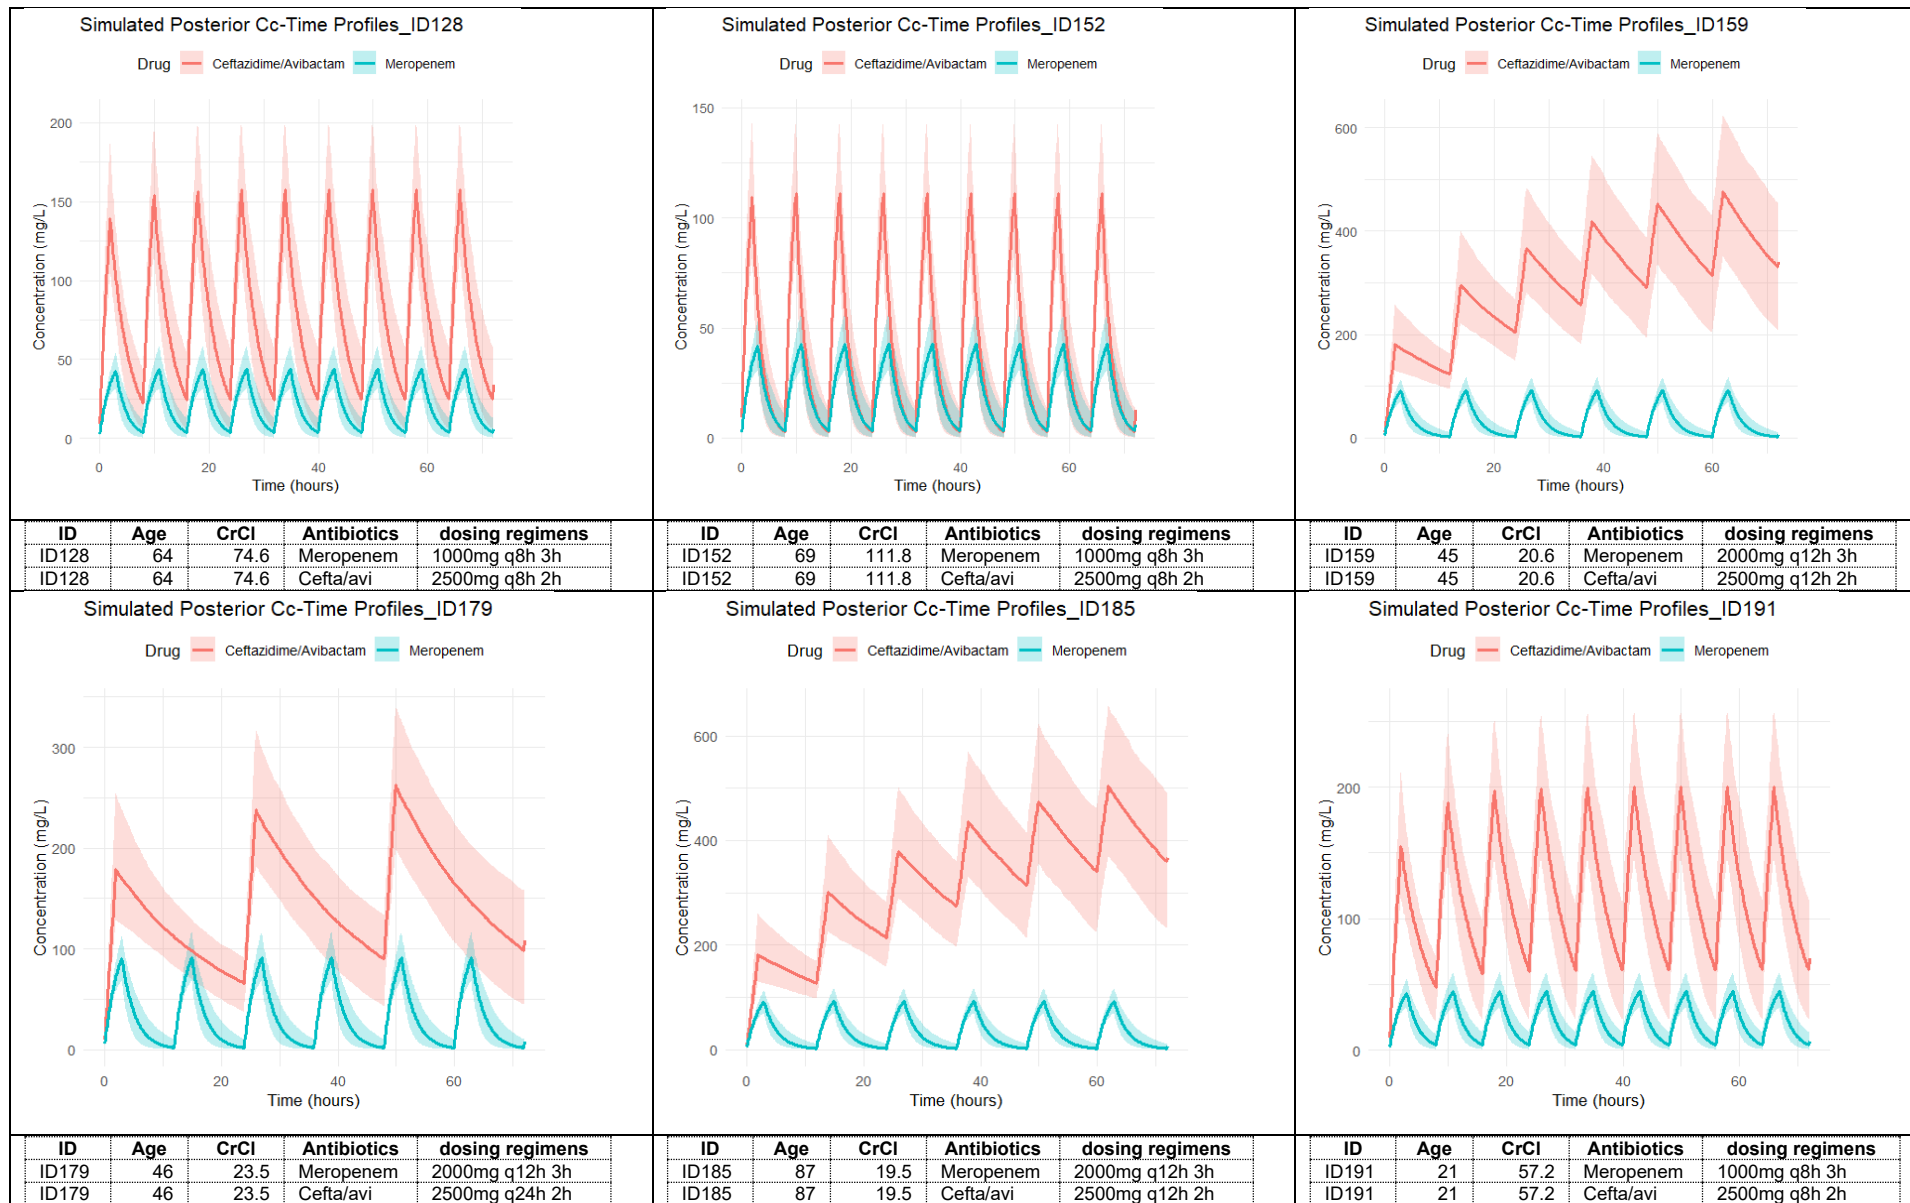 Simulated Posterior Cc-Time Profiles_ID128
Drug Ceftazidime/Avibactam Meropenem
Concentration (mg/L)
200
150
100
50
0
0 20 40 60
Time (hours)
ID Age CrCl Antibiotics dosing regimens
ID128 64 74.6 Meropenem 1000mg q8h 3h
ID128 64 74.6 Cefta/avi 2500mg q8h 2h
Simulated Posterior Cc-Time Profiles_ID152
Drug Ceftazidime/Avibactam Meropenem
Concentration (mg/L)
150
100
50
0
0 20 40 60
Time (hours)
ID Age CrCl Antibiotics dosing regimens
ID152 69 111.8 Meropenem 1000mg q8h 3h
ID152 69 111.8 Cefta/avi 2500mg q8h 2h
Simulated Posterior Cc-Time Profiles_ID159
Drug Ceftazidime/Avibactam Meropenem
Concentration (mg/L)
600
400
200
0
0 20 40 60
Time (hours)
ID Age CrCl Antibiotics dosing regimens
ID159 45 20.6 Meropenem 2000mg q12h 3h
ID159 45 20.6 Cefta/avi 2500mg q12h 2h
Simulated Posterior Cc-Time Profiles_ID179
Drug Ceftazidime/Avibactam Meropenem
Concentration (mg/L)
300
200
100
0
0 20 40 60
Time (hours)
ID Age CrCl Antibiotics dosing regimens
ID179 46 23.5 Meropenem 2000mg q12h 3h
ID179 46 23.5 Cefta/avi 2500mg q24h 2h
Simulated Posterior Cc-Time Profiles_ID185
Drug Ceftazidime/Avibactam Meropenem
Concentration (mg/L)
600
400
200
0
0 20 40 60
Time (hours)
ID Age CrCl Antibiotics dosing regimens
ID185 87 19.5 Meropenem 2000mg q12h 3h
ID185 87 19.5 Cefta/avi 2500mg q12h 2h
Simulated Posterior Cc-Time Profiles_ID191
Drug Ceftazidime/Avibactam Meropenem
Concentration (mg/L)
200
100
0
0 20 40 60
Time (hours)
ID Age CrCl Antibiotics dosing regimens
ID191 21 57.2 Meropenem 1000mg q8h 3h
ID191 21 57.2 Cefta/avi 2500mg q8h 2h